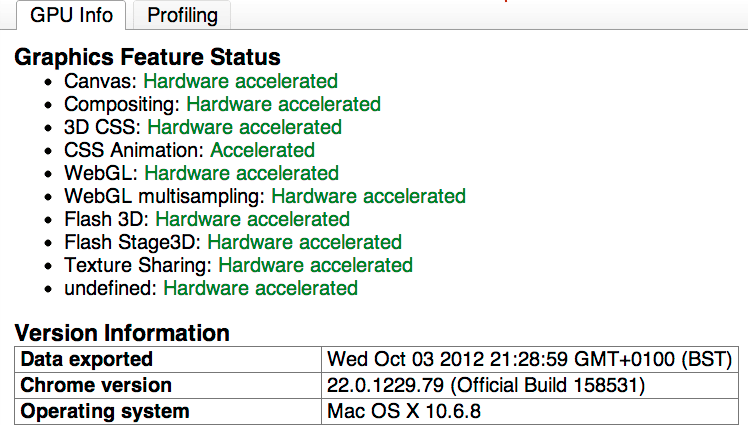 GPU Info Profiling
Graphics Feature Status
• Canvas: Hardware accelerated
• Compositing: Hardware accelerated
• 3D CSS: Hardware accelerated
• CSS Animation: Accelerated
• WebGL: Hardware accelerated
• WebGL multisampling: Hardware accelerated
• Flash 3D: Hardware accelerated
• Flash Stage3D: Hardware accelerated
• Texture Sharing: Hardware accelerated
• undefined: Hardware accelerated
Version Information
Data exported Wed Oct 03 2012 21:28:59 GMT+0100 (BST)
Chrome version 22.0.1229.79 (Official Build 158531)
Operating system Mac OS X 10.6.8